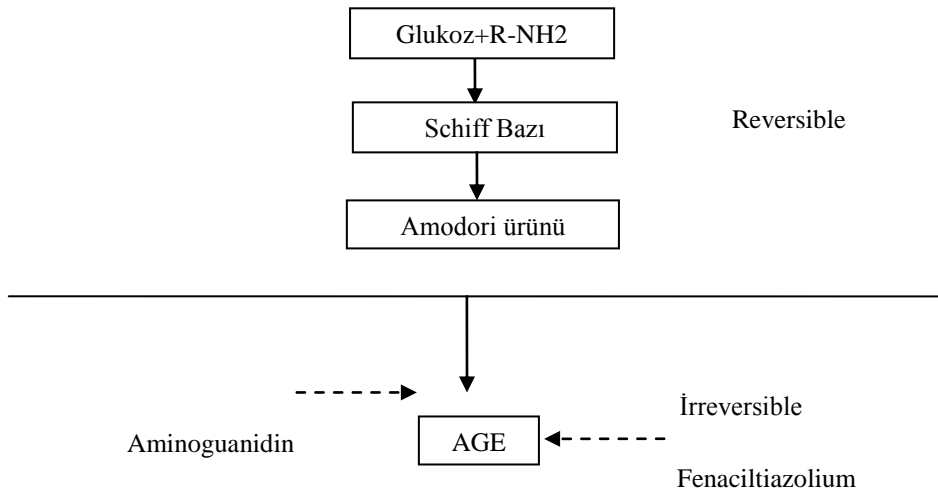 Glukoz+R-NH2
Schiff Bazı
Reversible
Amodori ürünü
İrreversible
Aminoguanidin
AGE
Fenaciltiazolium